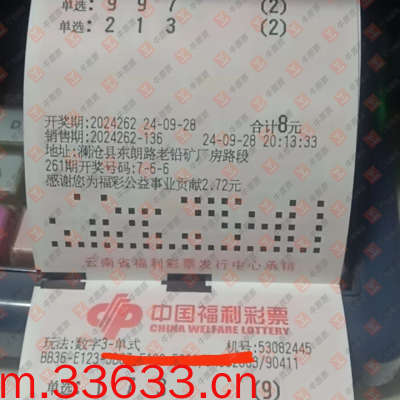 单选: 9 9 7 (2)
单选: 2 1 3 (2)
开奖期:2024262 24-09-28 合计8元
销售期:2024262-136 24-09-28 20:13:33
地址:澜沧县东朗路老铅矿厂房路段
261期开奖号码:7-6-6
感谢您为福彩公益事业贡献2.72元
云南省福利彩票发行中心承销
中国福利彩票
CHINA WELFARE LOTTERY
玩法:数字3-单式 机号:53082445
BB36-E123 /90411
m.33633.cn
单选: (9)